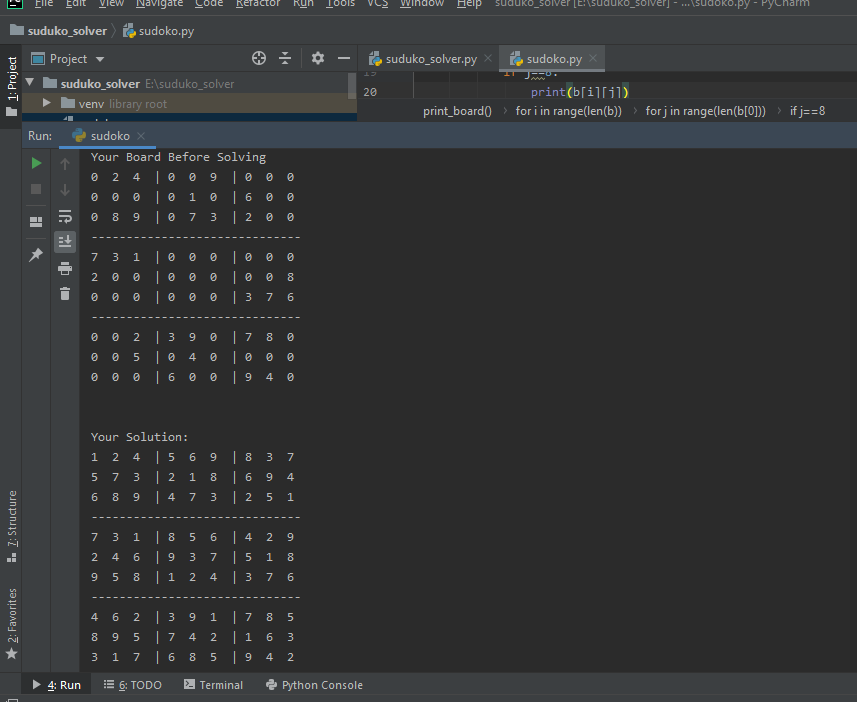 File Edit View Navigate Code Refactor Run Tools VCS Window Help suduko_solver [E:\suduko_solver] - ...\sudoko.py - PyCharm
suduko_solver sudoko.py
1: Project
Project
suduko_solver.py sudoko.py
suduko_solver E:\suduko_solver
venv library root
19 if j==8:
20 print(b[i][j])
print_board() for i in range(len(b)) for j in range(len(b[0])) if j==8
Run: sudoko
Your Board Before Solving
0 2 4 | 0 0 9 | 0 0 0
0 0 0 | 0 1 0 | 6 0 0
0 8 9 | 0 7 3 | 2 0 0
------------------------------
7 3 1 | 0 0 0 | 0 0 0
2 0 0 | 0 0 0 | 0 0 8
0 0 0 | 0 0 0 | 3 7 6
------------------------------
0 0 2 | 3 9 0 | 7 8 0
0 0 5 | 0 4 0 | 0 0 0
0 0 0 | 6 0 0 | 9 4 0
Your Solution:
1 2 4 | 5 6 9 | 8 3 7
5 7 3 | 2 1 8 | 6 9 4
6 8 9 | 4 7 3 | 2 5 1
------------------------------
7 3 1 | 8 5 6 | 4 2 9
2 4 6 | 9 3 7 | 5 1 8
9 5 8 | 1 2 4 | 3 7 6
------------------------------
4 6 2 | 3 9 1 | 7 8 5
8 9 5 | 7 4 2 | 1 6 3
3 1 7 | 6 8 5 | 9 4 2
7: Structure
2: Favorites
4: Run 6: TODO Terminal Python Console